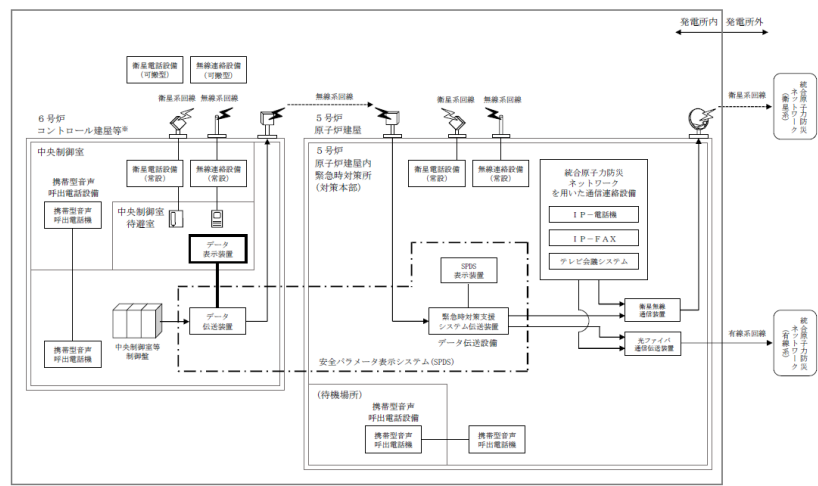 発電所内
発電所外
衛星電話設備
(可搬型)
無線連絡設備
(可搬型)
衛星系回線
無線系回線
無線系回線
6号炉
コントロール建屋等※
5号炉
原子炉建屋
衛星系回線
無線系回線
衛星系回線
統合原子力防災
ネットワーク
(衛星系)
中央制御室
衛星電話設備
(常設)
無線連絡設備
(常設)
携帯型音声
呼出電話設備
携帯型音声
呼出電話機
中央制御室
待避室
データ
表示装置
5号炉
原子炉建屋内
緊急時対策所
(対策本部)
衛星電話設備
(常設)
無線連絡設備
(常設)
統合原子力防災
ネットワーク
を用いた通信連絡設備
IP-電話機
IP-FAX
テレビ会議システム
SPDS
表示装置
データ
伝送装置
緊急時対策支援
システム伝送装置
データ伝送設備
衛星無線
通信装置
光ファイバ
通信伝送装置
有線系回線
統合原子力防災
ネットワーク
(有線系)
携帯型音声
呼出電話機
中央制御室等
制御盤
安全パラメータ表示システム(SPDS)
(待機場所)
携帯型音声
呼出電話設備
携帯型音声
呼出電話機
携帯型音声
呼出電話機